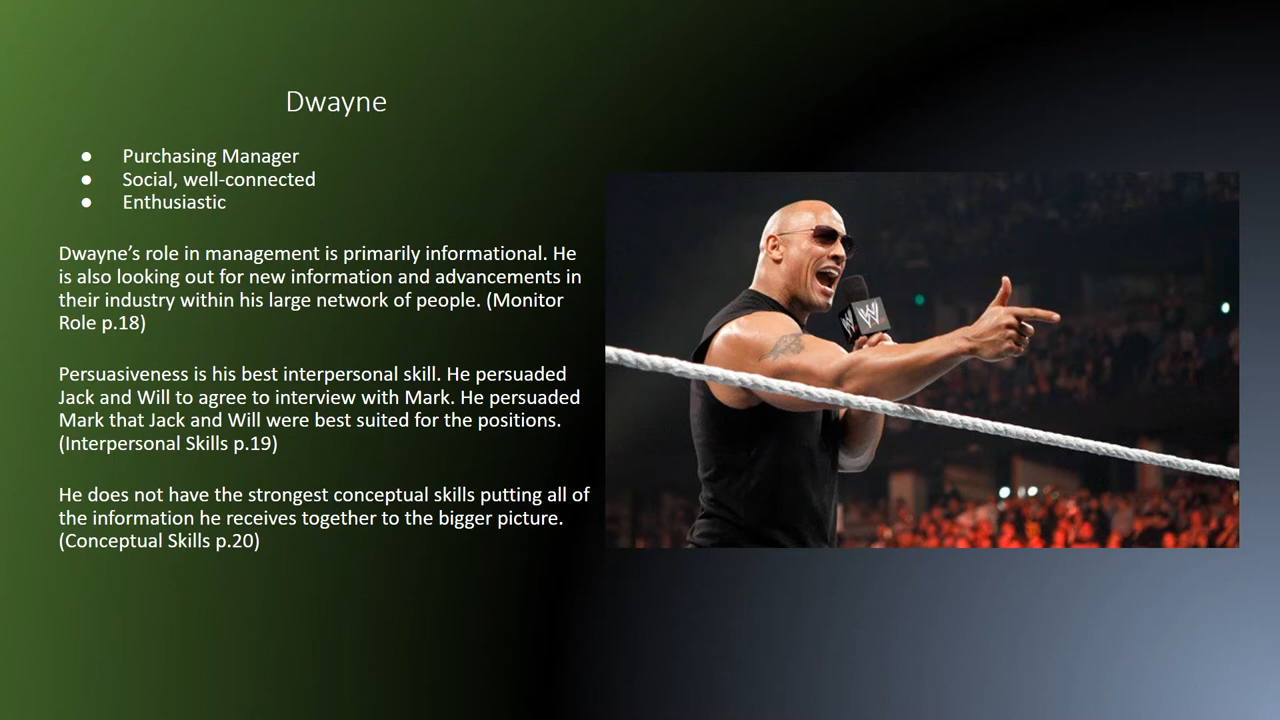 Dwayne
● Purchasing Manager
● Social, well-connected
● Enthusiastic
Dwayne’s role in management is primarily informational. He
is also looking out for new information and advancements in
their industry within his large network of people. (Monitor
Role p.18)
Persuasiveness is his best interpersonal skill. He persuaded
Jack and Will to agree to interview with Mark. He persuaded
Mark that Jack and Will were best suited for the positions.
(Interpersonal Skills p.19)
He does not have the strongest conceptual skills putting all of
the information he receives together to the bigger picture.
(Conceptual Skills p.20)